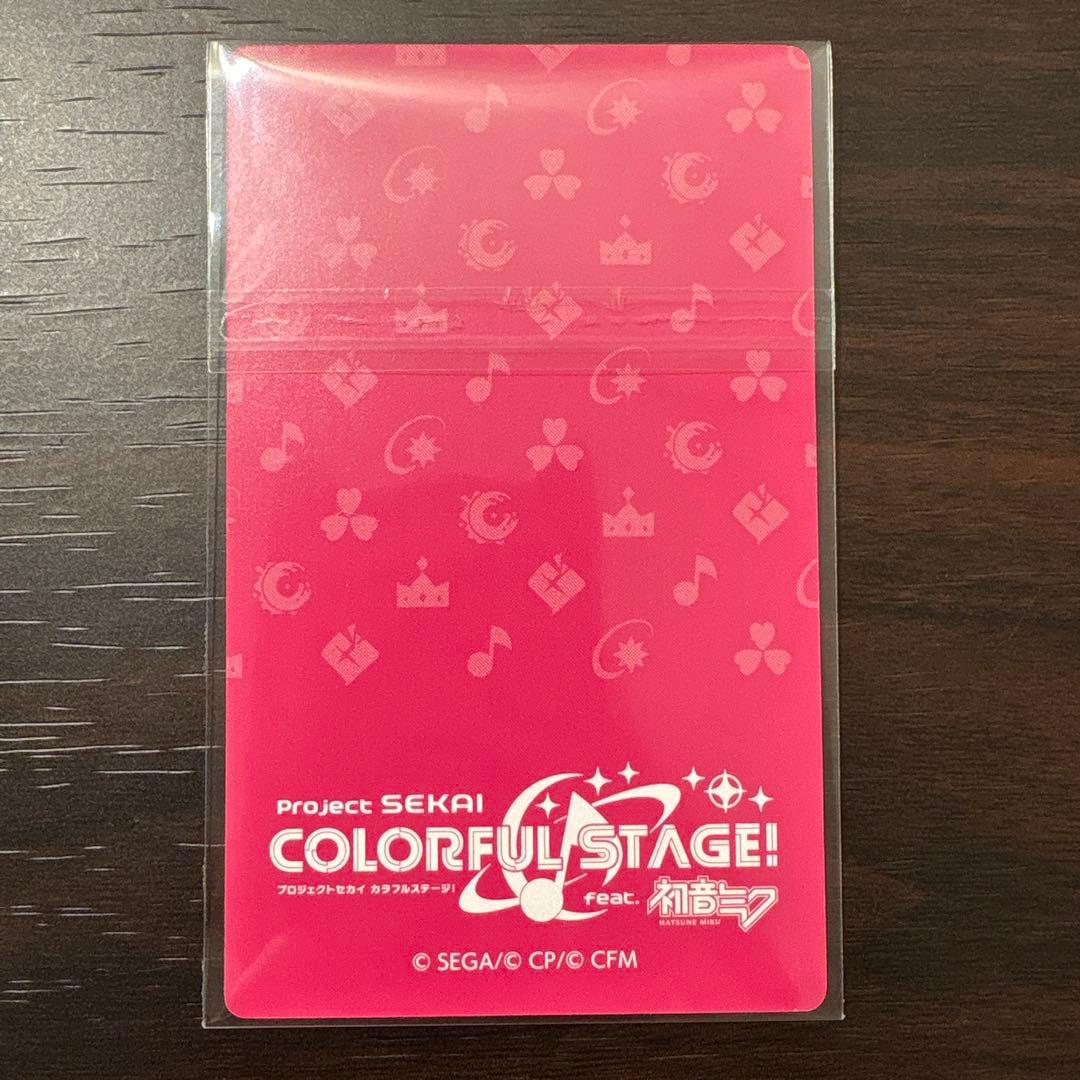 Project SEKAI
COLORFUL STAGE!
プロジェクトセカイ カラフルステージ!
feat. 初音ミク
HATSUNE MIKU
© SEGA/© CP/© CFM